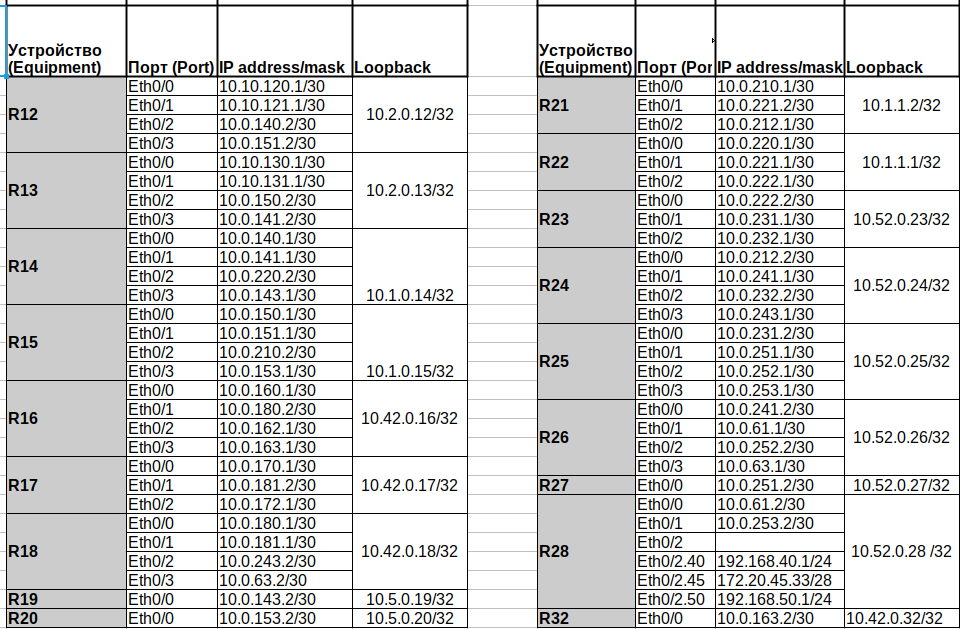 Устройство (Equipment) Порт (Port) IP address/mask Loopback
R12 Eth0/0 10.10.120.1/30 10.2.0.12/32
Eth0/1 10.10.121.1/30
Eth0/2 10.0.140.2/30
Eth0/3 10.0.151.2/30
R13 Eth0/0 10.10.130.1/30 10.2.0.13/32
Eth0/1 10.10.131.1/30
Eth0/2 10.0.150.2/30
Eth0/3 10.0.141.2/30
R14 Eth0/0 10.0.140.1/30 10.1.0.14/32
Eth0/1 10.0.141.1/30
Eth0/2 10.0.220.2/30
Eth0/3 10.0.143.1/30
R15 Eth0/0 10.0.150.1/30 10.1.0.15/32
Eth0/1 10.0.151.1/30
Eth0/2 10.0.210.2/30
Eth0/3 10.0.153.1/30
R16 Eth0/0 10.0.160.1/30 10.42.0.16/32
Eth0/1 10.0.180.2/30
Eth0/2 10.0.162.1/30
Eth0/3 10.0.163.1/30
R17 Eth0/0 10.0.170.1/30 10.42.0.17/32
Eth0/1 10.0.181.2/30
Eth0/2 10.0.172.1/30
R18 Eth0/0 10.0.180.1/30 10.42.0.18/32
Eth0/1 10.0.181.1/30
Eth0/2 10.0.243.2/30
Eth0/3 10.0.63.2/30
R19 Eth0/0 10.0.143.2/30 10.5.0.19/32
R20 Eth0/0 10.0.153.2/30 10.5.0.20/32
Устройство (Equipment) Порт (Por IP address/mask Loopback
R21 Eth0/0 10.0.210.1/30 10.1.1.2/32
Eth0/1 10.0.221.2/30
Eth0/2 10.0.212.1/30
R22 Eth0/0 10.0.220.1/30 10.1.1.1/32
Eth0/1 10.0.221.1/30
Eth0/2 10.0.222.1/30
R23 Eth0/0 10.0.222.2/30 10.52.0.23/32
Eth0/1 10.0.231.1/30
Eth0/2 10.0.232.1/30
R24 Eth0/0 10.0.212.2/30 10.52.0.24/32
Eth0/1 10.0.241.1/30
Eth0/2 10.0.232.2/30
Eth0/3 10.0.243.1/30
R25 Eth0/0 10.0.231.2/30 10.52.0.25/32
Eth0/1 10.0.251.1/30
Eth0/2 10.0.252.1/30
Eth0/3 10.0.253.1/30
R26 Eth0/0 10.0.241.2/30 10.52.0.26/32
Eth0/1 10.0.61.1/30
Eth0/2 10.0.252.2/30
Eth0/3 10.0.63.1/30
R27 Eth0/0 10.0.251.2/30 10.52.0.27/32
R28 Eth0/0 10.0.61.2/30 10.52.0.28 /32
Eth0/1 10.0.253.2/30
Eth0/2
Eth0/2.40 192.168.40.1/24
Eth0/2.45 172.20.45.33/28
Eth0/2.50 192.168.50.1/24
R32 Eth0/0 10.0.163.2/30 10.42.0.32/32